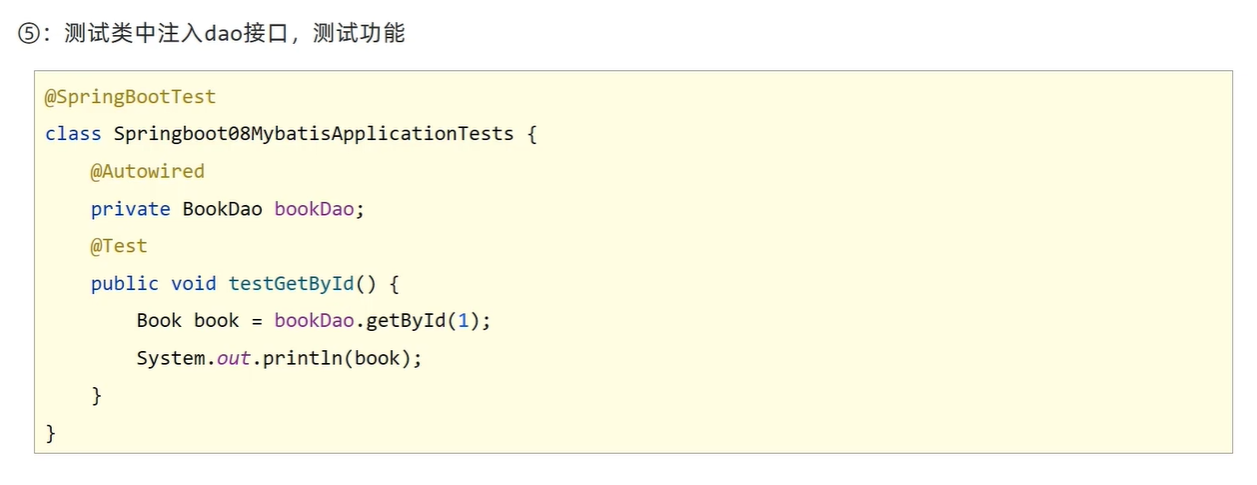 ⑤：测试类中注入dao接口，测试功能
@SpringBootTest
class Springboot08MybatisApplicationTests {
    @Autowired
    private BookDao bookDao;
    @Test
    public void testGetById() {
        Book book = bookDao.getById(1);
        System.out.println(book);
    }
}